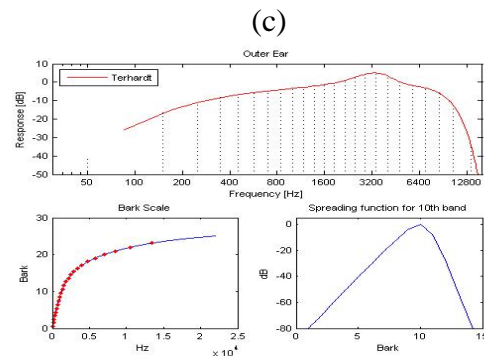 (c)
Outer Ear
Terhardt
Response [dB]
10
0
-10
-20
-30
-40
-50
50 100 200 400 800 1600 3200 6400 12800
Frequency [Hz]
Bark Scale
Bark
30
20
10
0
0 0.5 1 1.5 2 2.5
Hz
x 10^4
Spreading function for 10th band
dB
0
-20
-40
-60
-80
0 5 10 15
Bark